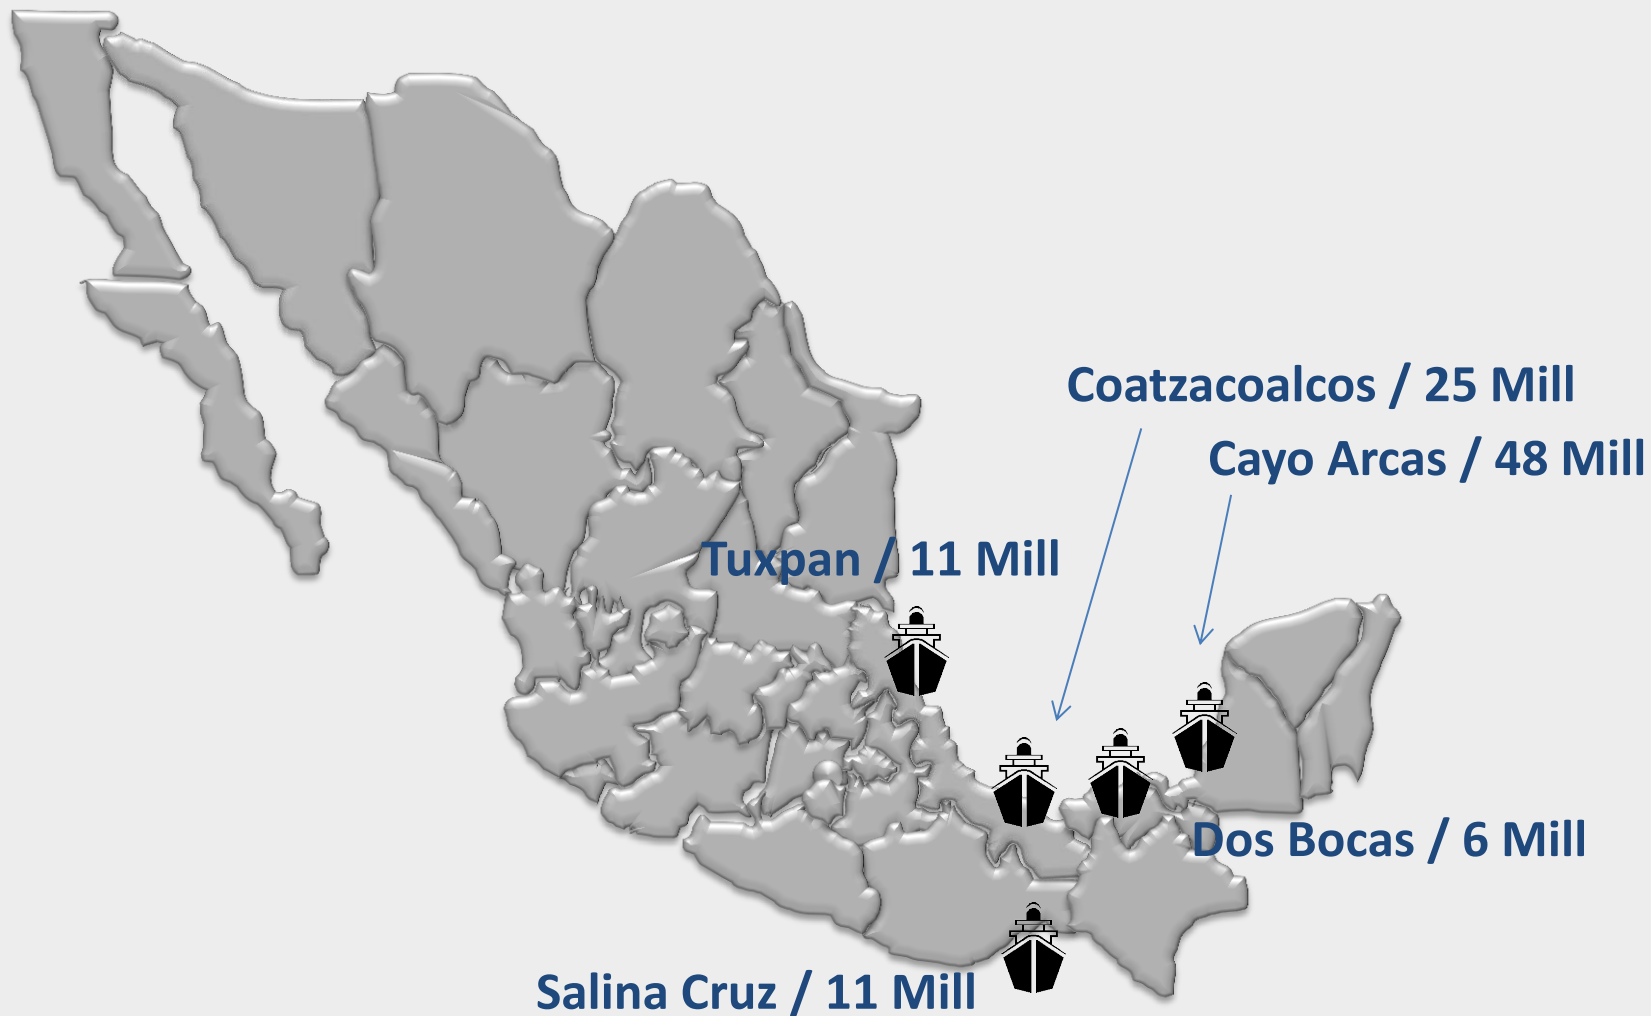 Coatzacoalcos / 25 Mill
Cayo Arcas / 48 Mill
Tuxpan / 11 Mill
Dos Bocas / 6 Mill
Salina Cruz / 11 Mill